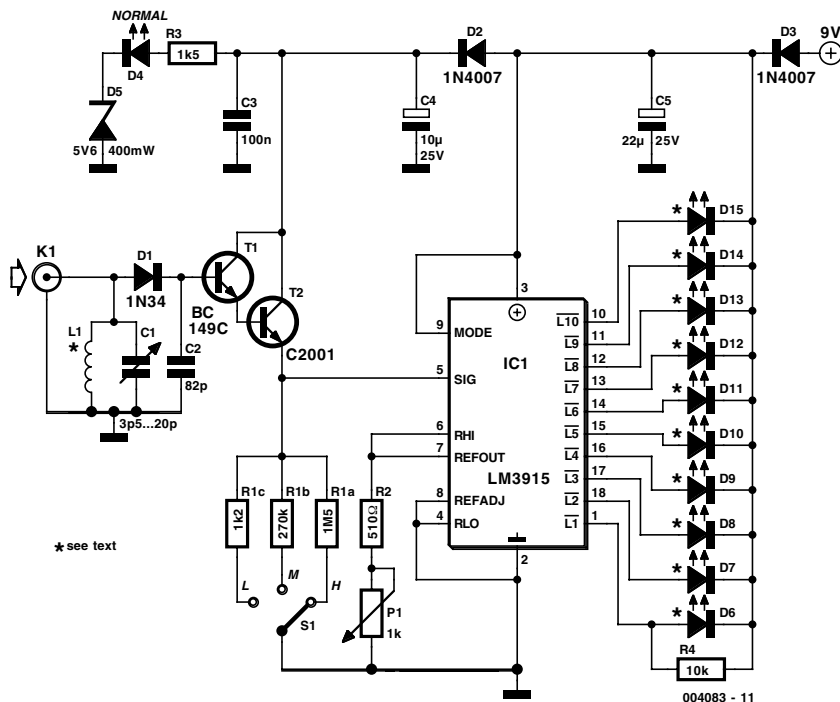 NORMAL
R3
1k5
D4
D5
5V6 400mW
C3
100n
C4
10µ
25V
D2
1N4007
C5
22µ 25V
D3
1N4007
9V
K1
D1
1N34
T1
BC
149C
T2
C2001
L1
*
C1
C2
82p
3p5...20p
3
9 MODE
5 SIG
6 RHI
7 REFOUT
8 REFADJ
4 RLO
2
IC1
LM3915
L10 10
L9 11
L8 12
L7 13
L6 14
L5 15
L4 16
L3 17
L2 18
L1 1
* D15
* D14
* D13
* D12
* D11
* D10
* D9
* D8
* D7
* D6
R4
10k
R1c
1k2
R1b
270k
R1a
1M5
R2
510Ω
L
M
H
S1
P1
1k
* see text
004083 - 11